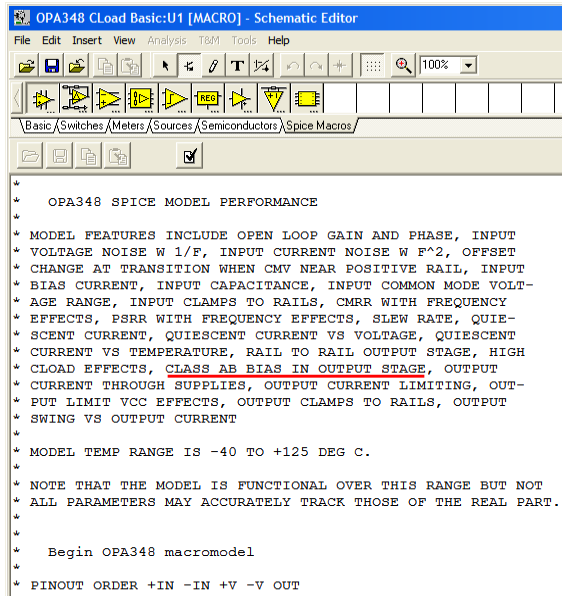 OPA348 CLoad Basic:U1 [MACRO] - Schematic Editor
File Edit Insert View Analysis T&M Tools Help
T 100%
REG
Basic Switches Meters Sources Semiconductors Spice Macros
*
* OPA348 SPICE MODEL PERFORMANCE
*
* MODEL FEATURES INCLUDE OPEN LOOP GAIN AND PHASE, INPUT
* VOLTAGE NOISE W 1/F, INPUT CURRENT NOISE W F^2, OFFSET
* CHANGE AT TRANSITION WHEN CMV NEAR POSITIVE RAIL, INPUT
* BIAS CURRENT, INPUT CAPACITANCE, INPUT COMMON MODE VOLT-
* AGE RANGE, INPUT CLAMPS TO RAILS, CMRR WITH FREQUENCY
* EFFECTS, PSRR WITH FREQUENCY EFFECTS, SLEW RATE, QUIE-
* SCENT CURRENT, QUIESCENT CURRENT VS VOLTAGE, QUIESCENT
* CURRENT VS TEMPERATURE, RAIL TO RAIL OUTPUT STAGE, HIGH
* CLOAD EFFECTS, CLASS AB BIAS IN OUTPUT STAGE, OUTPUT
* CURRENT THROUGH SUPPLIES, OUTPUT CURRENT LIMITING, OUT-
* PUT LIMIT VCC EFFECTS, OUTPUT CLAMPS TO RAILS, OUTPUT
* SWING VS OUTPUT CURRENT
*
* MODEL TEMP RANGE IS -40 TO +125 DEG C.
*
* NOTE THAT THE MODEL IS FUNCTIONAL OVER THIS RANGE BUT NOT
* ALL PARAMETERS MAY ACCURATELY TRACK THOSE OF THE REAL PART.
*
*
* Begin OPA348 macromodel
*
* PINOUT ORDER +IN -IN +V -V OUT